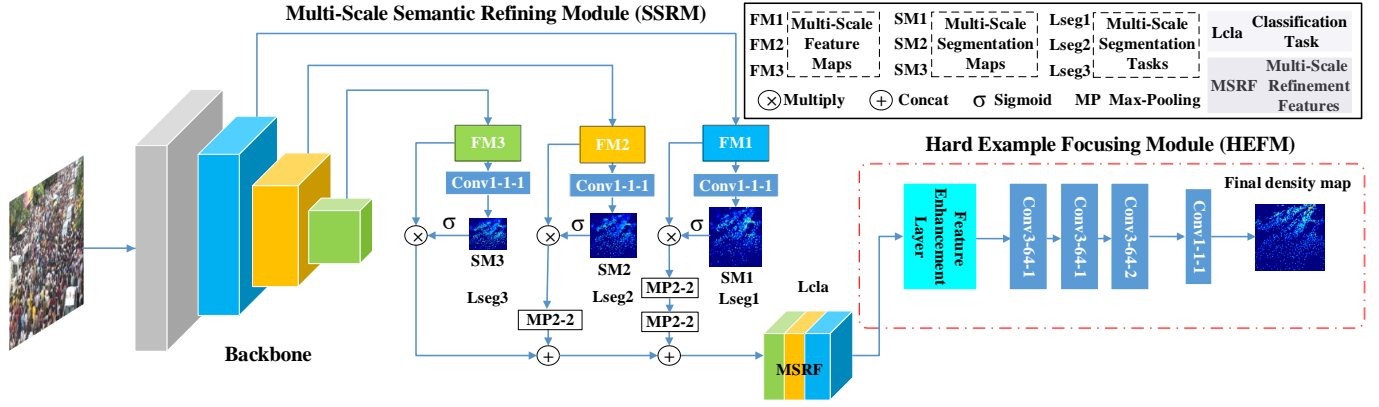 Multi-Scale Semantic Refining Module (SSRM)
FM1
FM2
FM3
Multi-Scale
Feature
Maps
SM1
SM2
SM3
Multi-Scale
Segmentation
Maps
Lseg1
Lseg2
Lseg3
Multi-Scale
Segmentation
Tasks
Lcla
Classification
Task
MSRF
Multi-Scale
Refinement
Features
× Multiply
+ Concat
σ Sigmoid
MP Max-Pooling
FM3
FM2
FM1
Conv1-1-1
Conv1-1-1
Conv1-1-1
×
σ
×
σ
×
σ
SM3
SM2
SM1
Lseg3
Lseg2
Lseg1
MP2-2
MP2-2
MP2-2
+
+
Backbone
Lcla
MSRF
Hard Example Focusing Module (HEFM)
Feature
Enhancement
Layer
Conv3-64-1
Conv3-64-1
Conv3-64-2
Conv1-1-1
Final density map